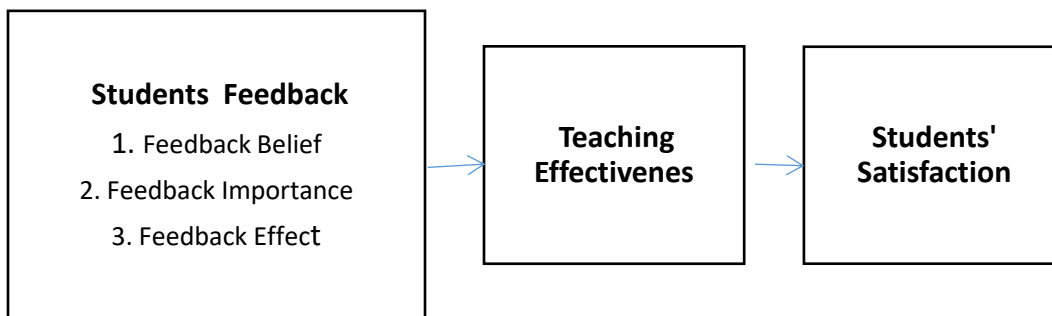 Students Feedback
1. Feedback Belief
2. Feedback Importance
3. Feedback Effect
Teaching
Effectivenes
Students'
Satisfaction